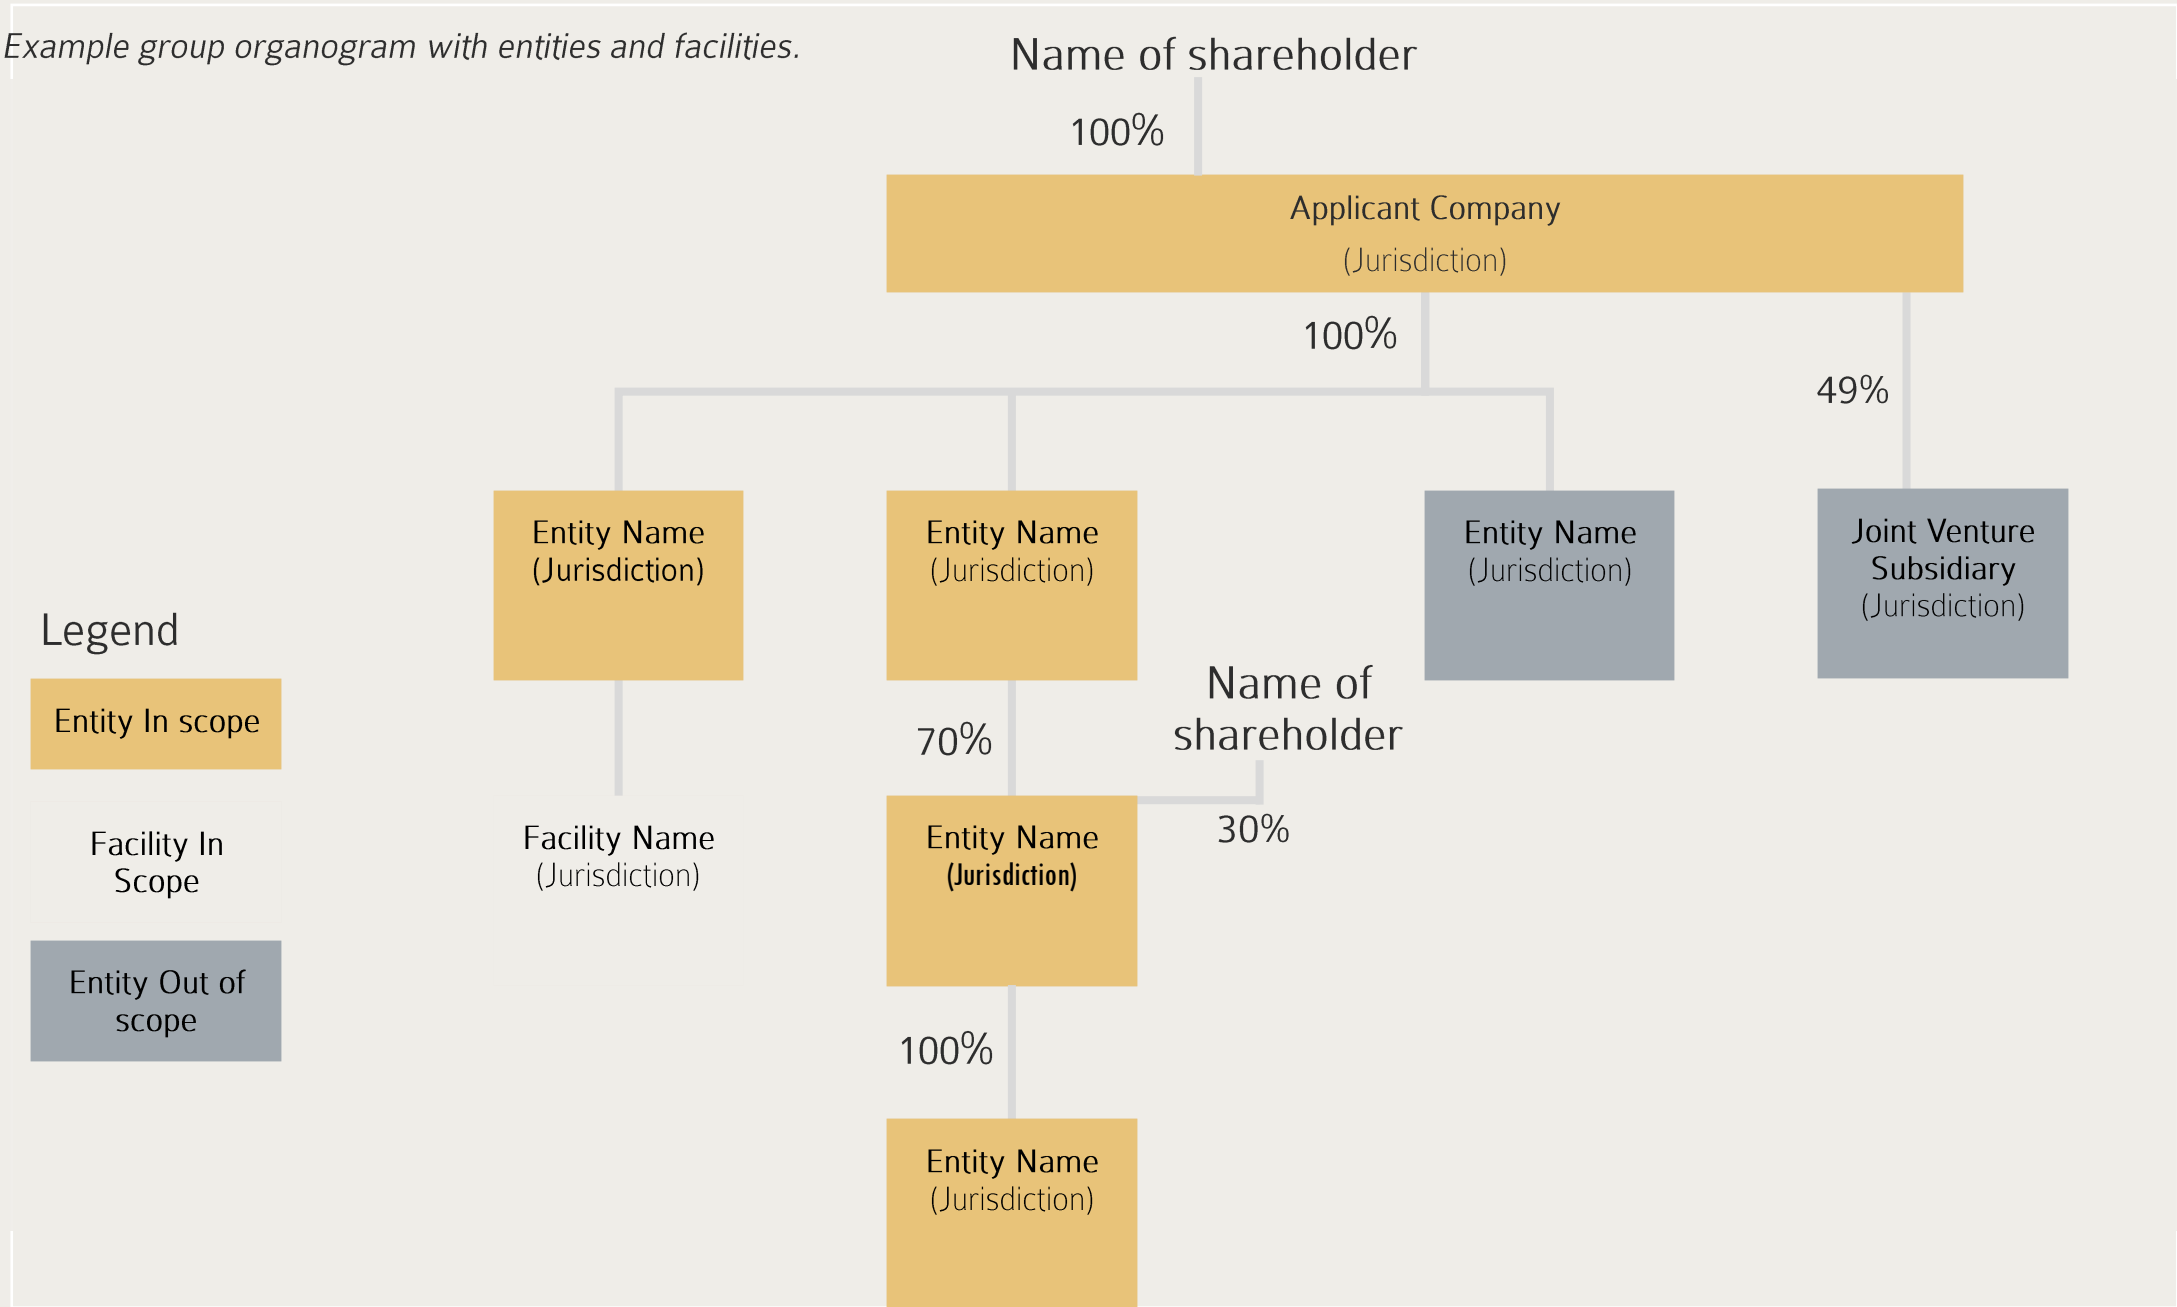 Example group organogram with entities and facilities.
Name of shareholder
100%
Applicant Company
(Jurisdiction)
100%
49%
Entity Name
(Jurisdiction)
Entity Name
(Jurisdiction)
Entity Name
(Jurisdiction)
Joint Venture
Subsidiary
(Jurisdiction)
Legend
Entity In scope
Facility In
Scope
Entity Out of
scope
Facility Name
(Jurisdiction)
70%
Name of
shareholder
30%
Entity Name
(Jurisdiction)
100%
Entity Name
(Jurisdiction)